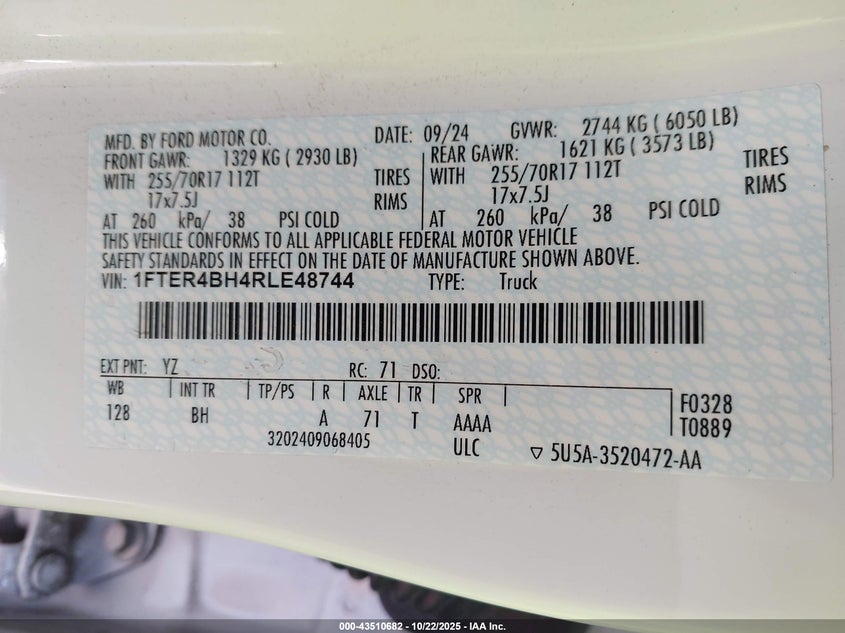 MFD. BY FORD MOTOR CO. DATE: 09/24 GVWR: 2744 KG ( 6050 LB)
FRONT GAWR: 1329 KG ( 2930 LB) REAR GAWR: 1621 KG ( 3573 LB)
WITH 255/70R17 112T TIRES WITH 255/70R17 112T TIRES
17x7.5J RIMS 17x7.5J RIMS
AT 260 kPa/ 38 PSI COLD AT 260 kPa/ 38 PSI COLD
THIS VEHICLE CONFORMS TO ALL APPLICABLE FEDERAL MOTOR VEHICLE
SAFETY STANDARDS IN EFFECT ON THE DATE OF MANUFACTURE SHOWN ABOVE.
VIN: 1FTER4BH4RLE48744 TYPE: Truck
EXT PNT: YZ RC: 71 DSO:
WB INT TR TP/PS R AXLE TR SPR F0328
128 BH A 71 T AAAA T0889
3202409068405 ULC ▽ 5U5A-3520472-AA
000-43510682 - 10/22/2025 - IAA Inc.